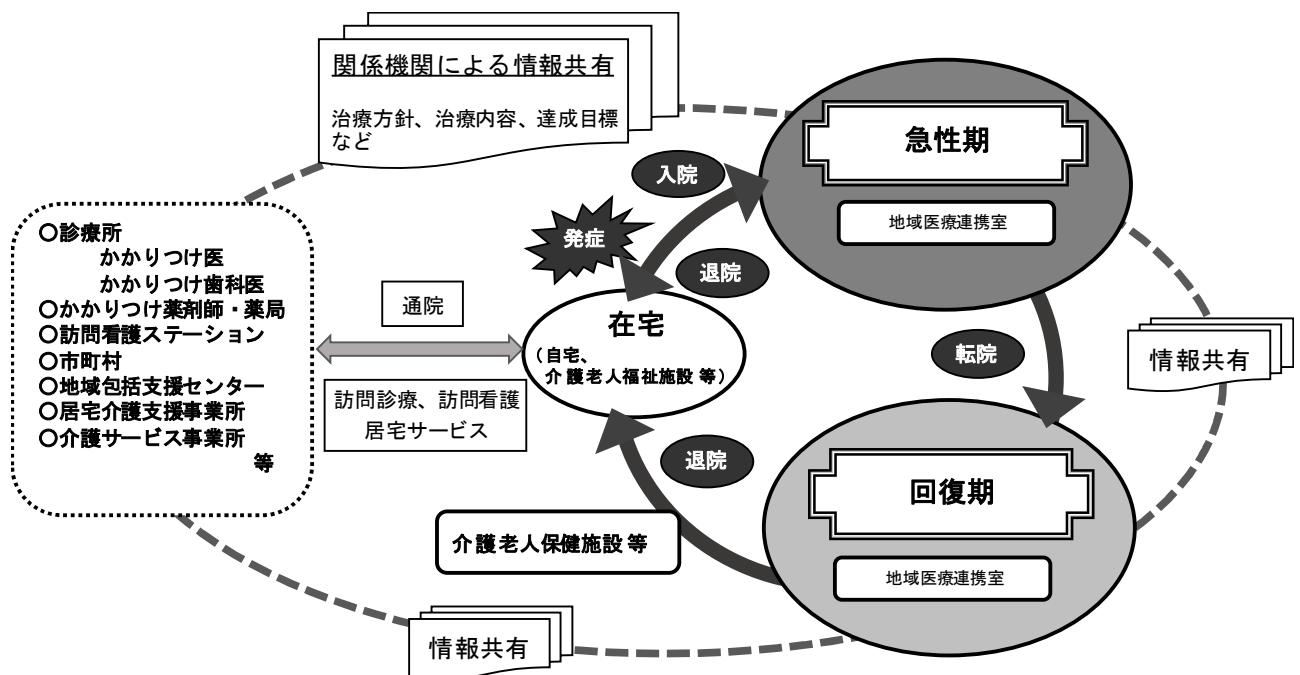 関係機関による情報共有
治療方針、治療内容、達成目標
など
急性期
地域医療連携室
入院
発症
退院
○診療所
かかりつけ医
かかりつけ歯科医
○かかりつけ薬剤師・薬局
○訪問看護ステーション
○市町村
○地域包括支援センター
○居宅介護支援事業所
○介護サービス事業所
等
通院
訪問診療、訪問看護
居宅サービス
在宅
(自宅、
介護老人福祉施設等)
転院
情報共有
退院
回復期
地域医療連携室
介護老人保健施設等
情報共有